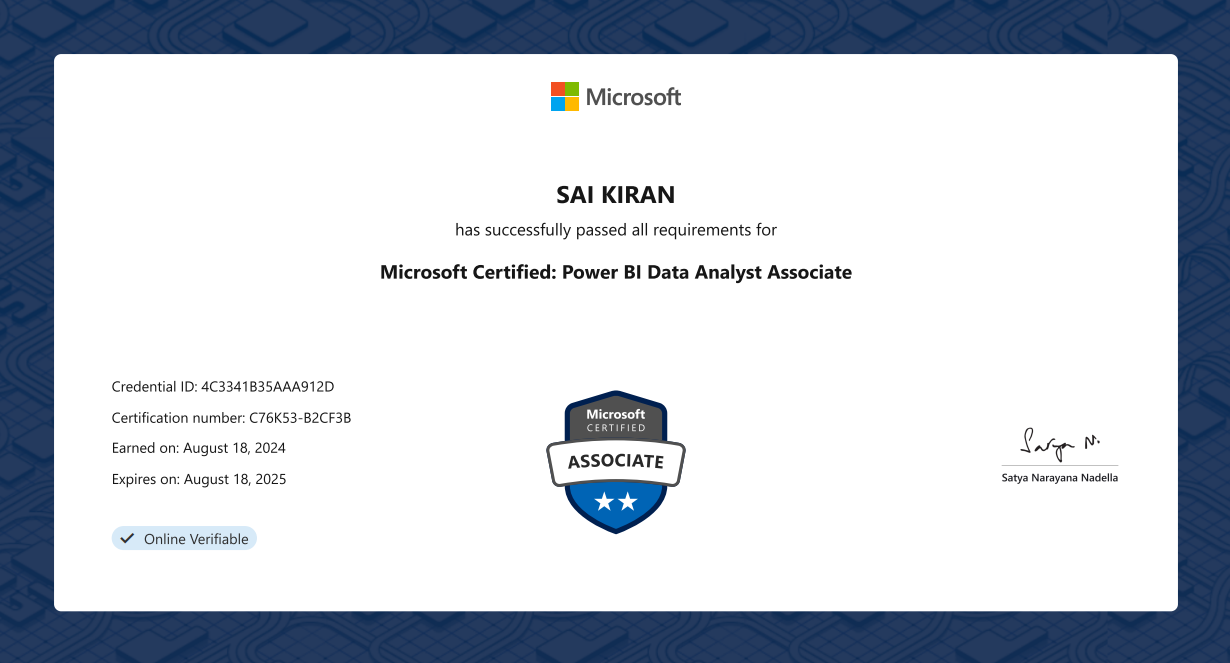 Microsoft
SAI KIRAN
has successfully passed all requirements for
Microsoft Certified: Power BI Data Analyst Associate
Credential ID: 4C3341B35AAA912D
Certification number: C76K53-B2CF3B
Earned on: August 18, 2024
Expires on: August 18, 2025
Online Verifiable
Microsoft
CERTIFIED
ASSOCIATE
Satya N.
Satya Narayana Nadella